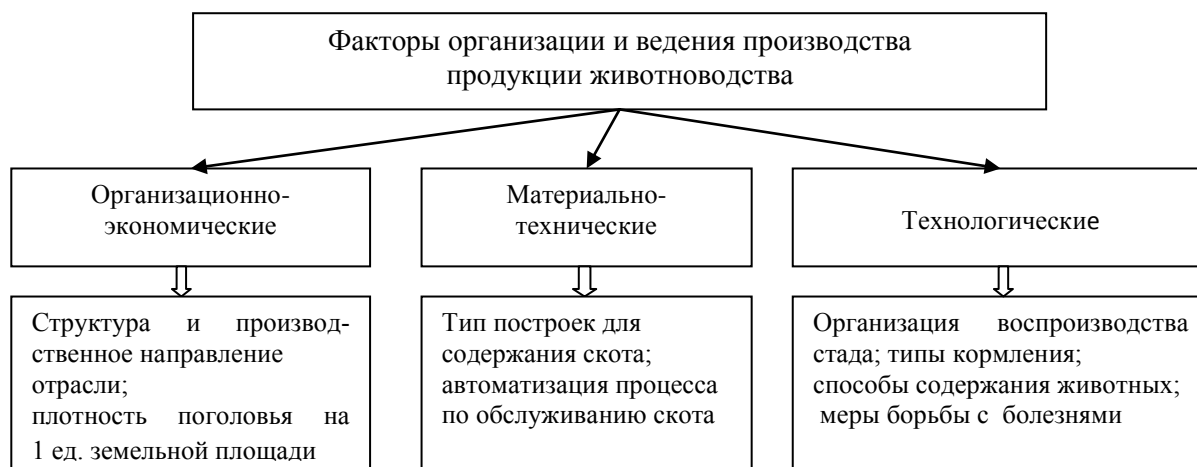 Факторы организации и ведения производства
продукции животноводства
Организационно-
экономические
Материально-
технические
Технологические
Структура и производ-
ственное направление
отрасли;
плотность поголовья на
1 ед. земельной площади
Тип построек для
содержания скота;
автоматизация процесса
по обслуживанию скота
Организация воспроизводства
стада; типы кормления;
способы содержания животных;
меры борьбы с болезнями